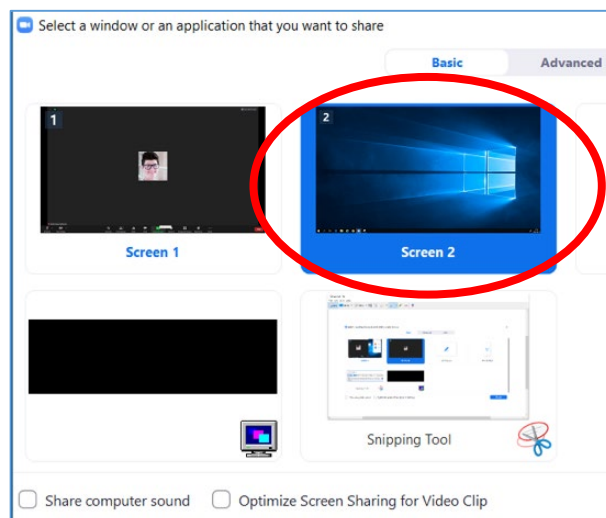 Select a window or an application that you want to share
Basic Advanced
1
2
Screen 1
Screen 2
Snipping Tool
Share computer sound
Optimize Screen Sharing for Video Clip